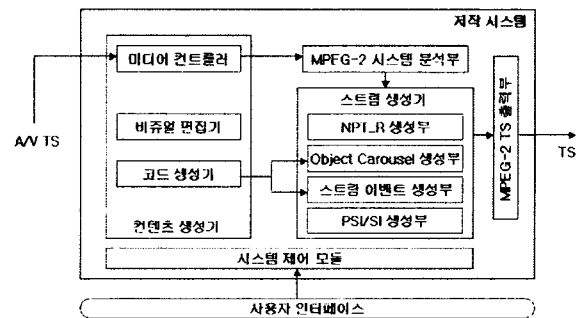 저작 시스템
미디어 컨트롤러
MPEG-2 시스템 분석부
스트림 생성기
A/V TS
비쥬얼 편집기
NPT_R 생성부
MPEG-2 TS 출력부
TS
코드 생성기
Object Carousel 생성부
스트림 이벤트 생성부
컨텐츠 생성기
PSI/SI 생성부
시스템 제어 모듈
사용자 인터페이스